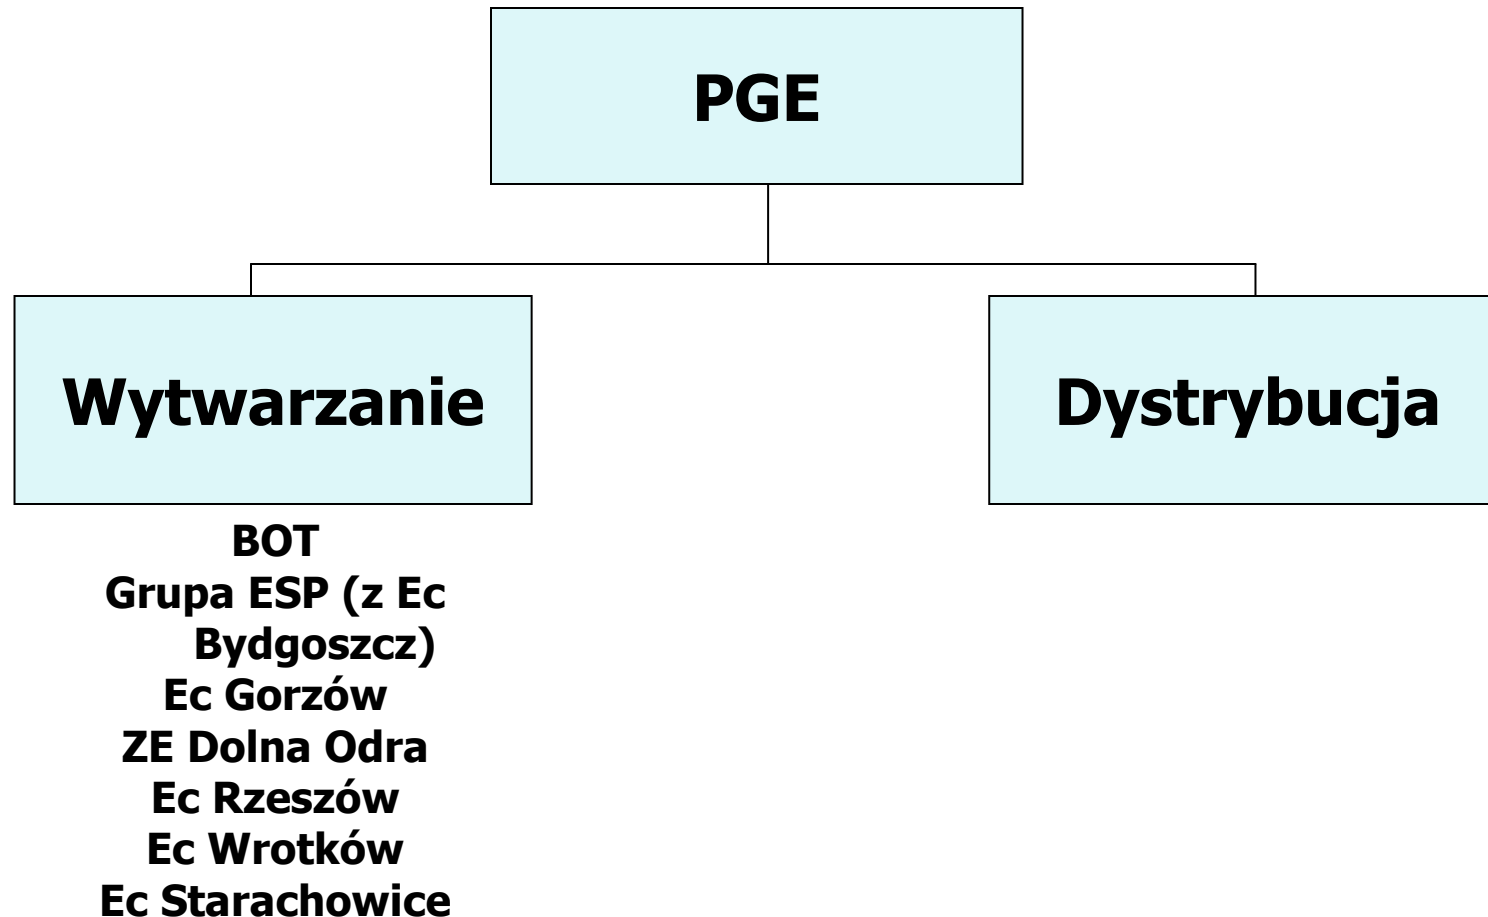 PGE
Wytwarzanie
Dystrybucja
BOT
Grupa ESP (z Ec
Bydgoszcz)
Ec Gorzów
ZE Dolna Odra
Ec Rzeszów
Ec Wrotków
Ec Starachowice